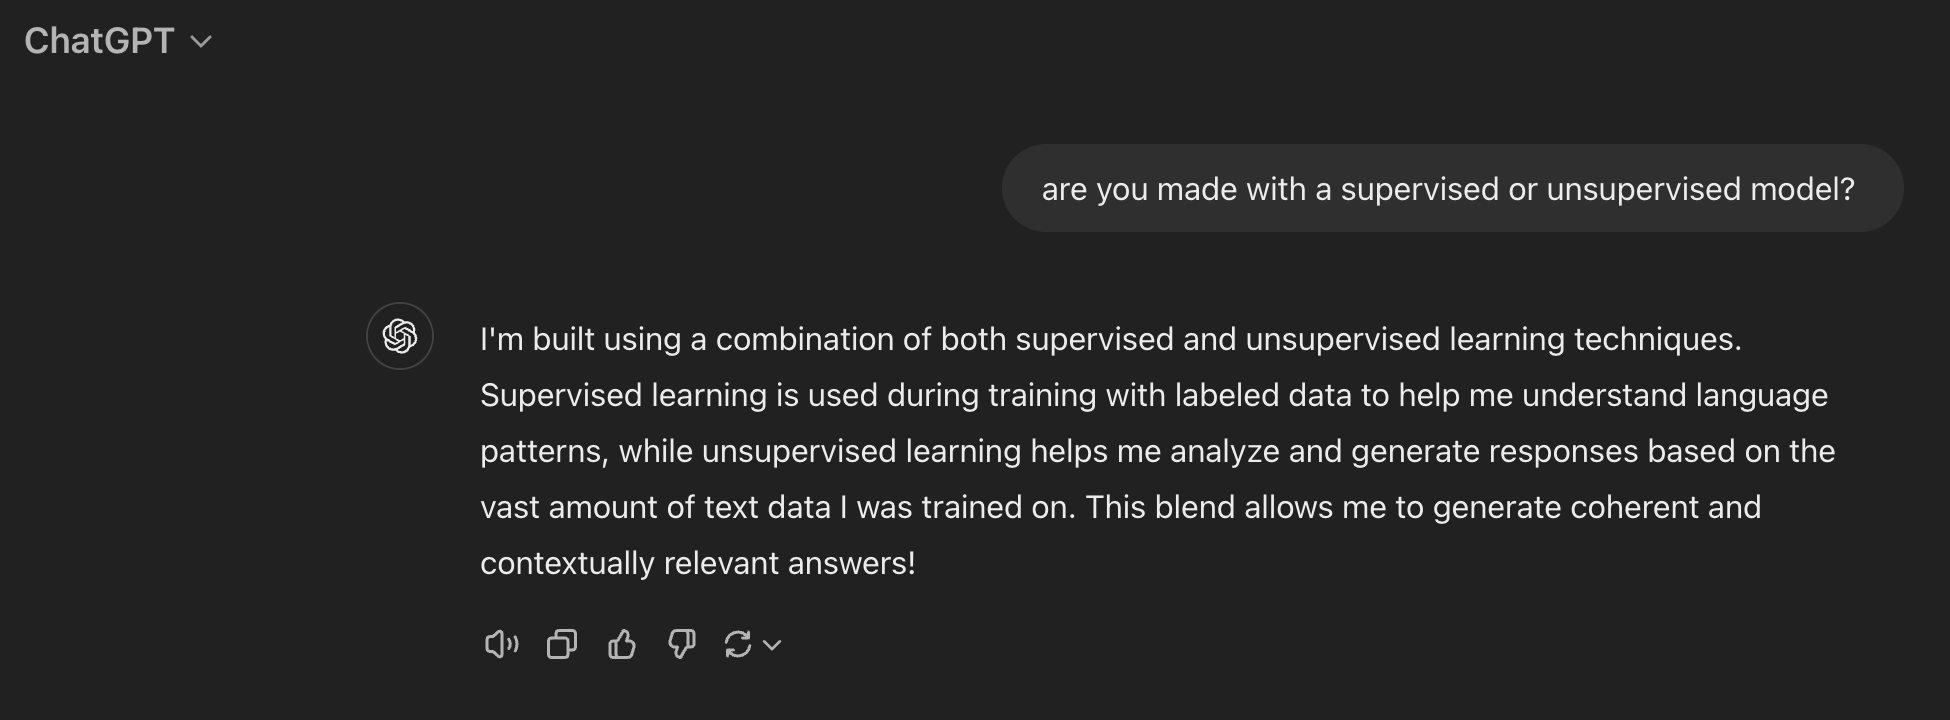 ChatGPT
are you made with a supervised or unsupervised model?
I'm built using a combination of both supervised and unsupervised learning techniques.
Supervised learning is used during training with labeled data to help me understand language
patterns, while unsupervised learning helps me analyze and generate responses based on the
vast amount of text data I was trained on. This blend allows me to generate coherent and
contextually relevant answers!